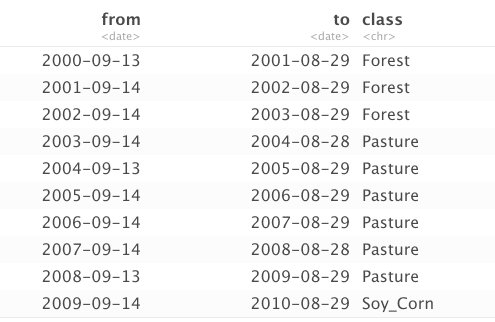 from to class
<date> <date> <chr>
2000-09-13 2001-08-29 Forest
2001-09-14 2002-08-29 Forest
2002-09-14 2003-08-29 Forest
2003-09-14 2004-08-28 Pasture
2004-09-13 2005-08-29 Pasture
2005-09-14 2006-08-29 Pasture
2006-09-14 2007-08-29 Pasture
2007-09-14 2008-08-28 Pasture
2008-09-13 2009-08-29 Pasture
2009-09-14 2010-08-29 Soy_Corn